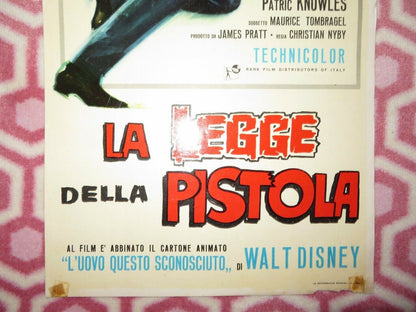 PATRIC KNOWLES
SOGGETTO MAURICE TOMBRAGEL
PRODOTTO DA JAMES PRATT - REGIA CHRISTIAN NYBY
TECHNICOLOR
RANK FILM DISTRIBUTORS OF ITALY
LA LEGGE
DELLA PISTOLA
AL FILM E' ABBINATO IL CARTONE ANIMATO
"L'UOVO QUESTO SCONOSCIUTO„ DI WALT DISNEY